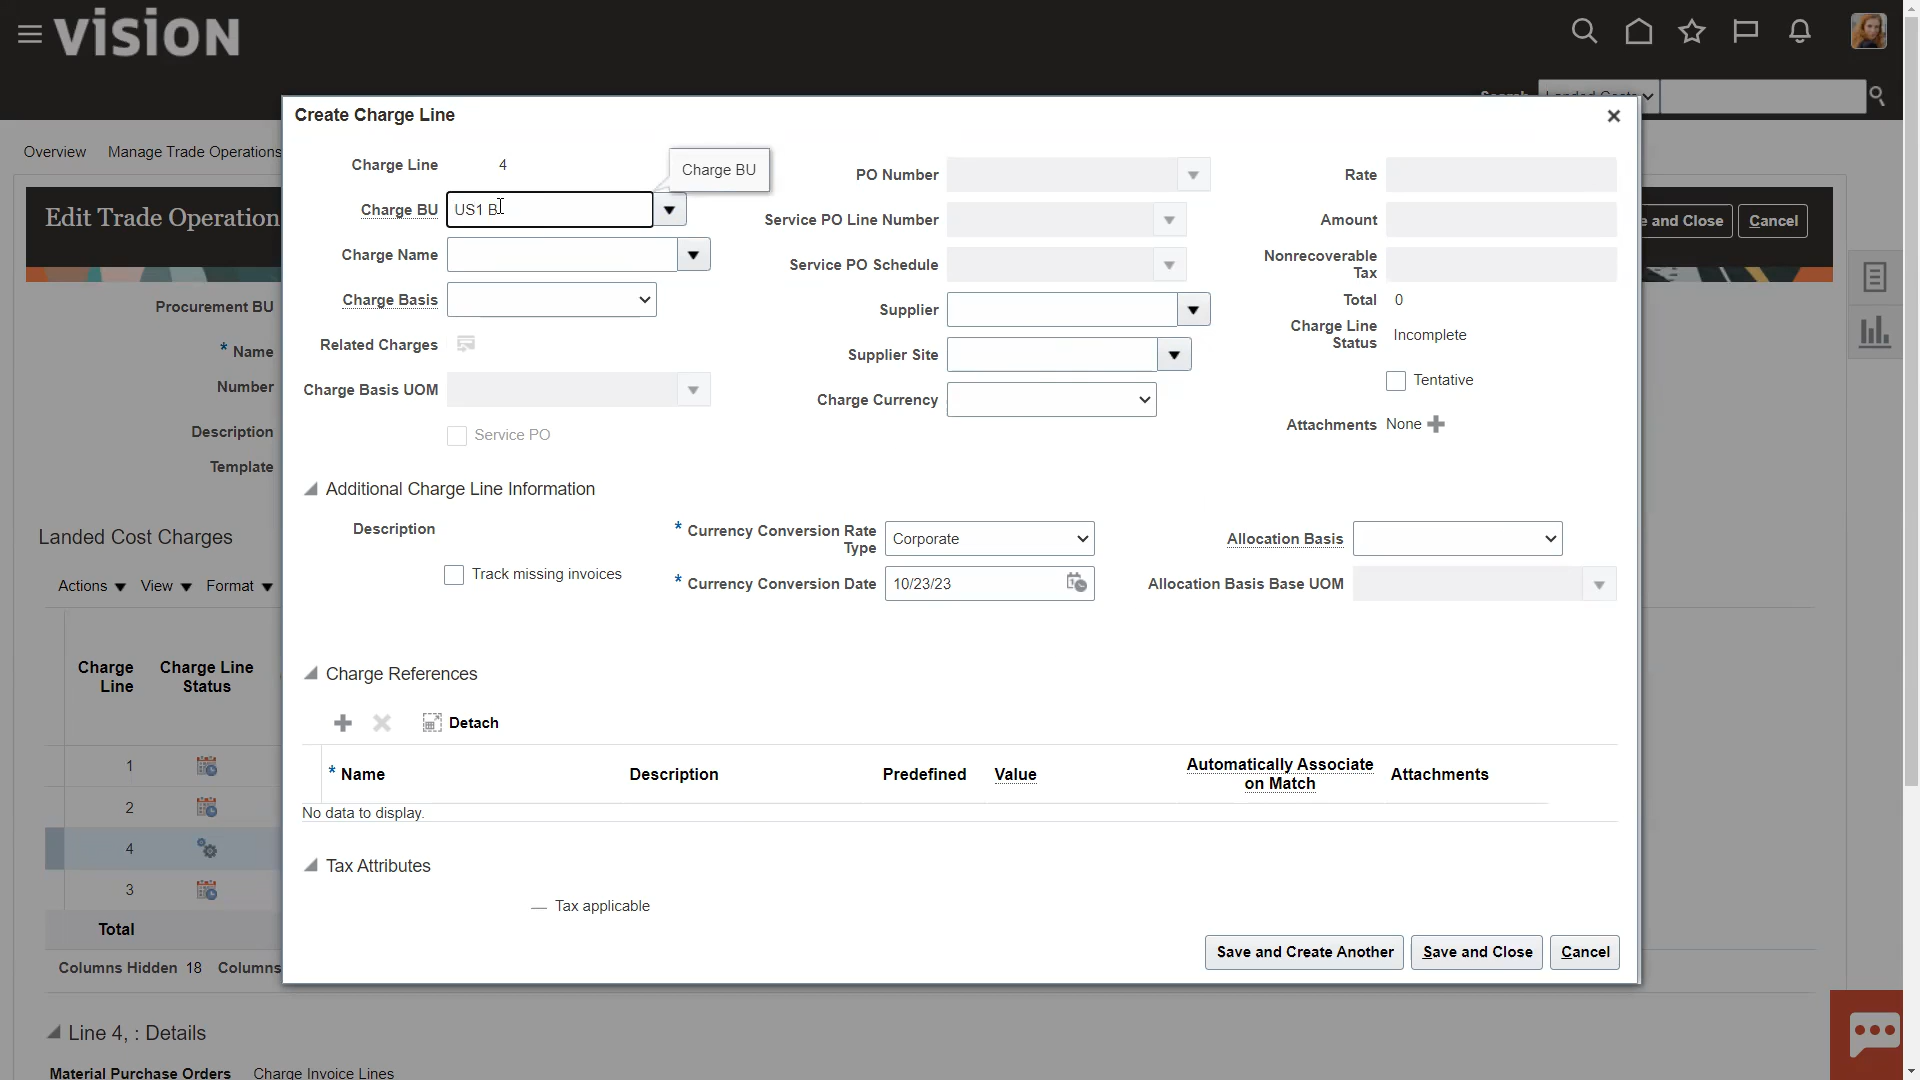 vision
Search Landed Costs
Overview Manage Trade Operations
Edit Trade Operation
e and Close Cancel
Procurement BU
* Name
Number
Description
Template
Landed Cost Charges
Actions View Format
Charge Line
Charge Line Status
1
2
4
3
Total
Columns Hidden 18 Columns
Line 4, : Details
Material Purchase Orders Charge Invoice Lines
Create Charge Line
Charge Line 4
Charge BU
Charge BU US1 B
Charge Name
Charge Basis
Related Charges
Charge Basis UOM
Service PO
PO Number
Service PO Line Number
Service PO Schedule
Supplier
Supplier Site
Charge Currency
Rate
Amount
Nonrecoverable
Tax
Total 0
Charge Line
Status Incomplete
Tentative
Attachments None
Additional Charge Line Information
Description
Track missing invoices
* Currency Conversion Rate
Type Corporate
* Currency Conversion Date 10/23/23
Allocation Basis
Allocation Basis Base UOM
Charge References
Detach
* Name Description Predefined Value Automatically Associate
on Match Attachments
No data to display.
Tax Attributes
Tax applicable
Save and Create Another Save and Close Cancel